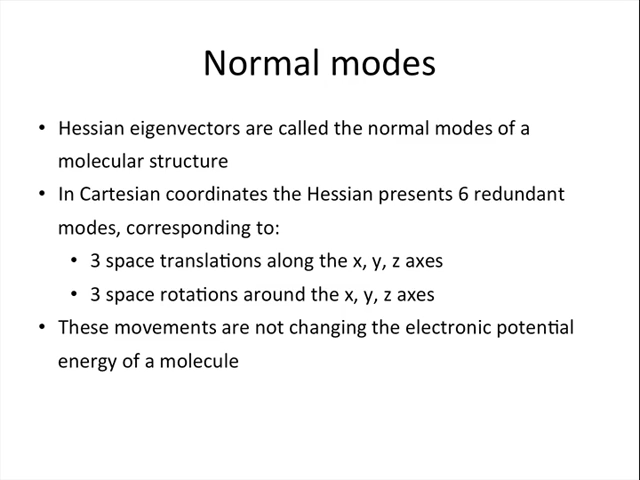 Normal modes
• Hessian eigenvectors are called the normal modes of a
molecular structure
• In Cartesian coordinates the Hessian presents 6 redundant
modes, corresponding to:
• 3 space translations along the x, y, z axes
• 3 space rotations around the x, y, z axes
• These movements are not changing the electronic potential
energy of a molecule